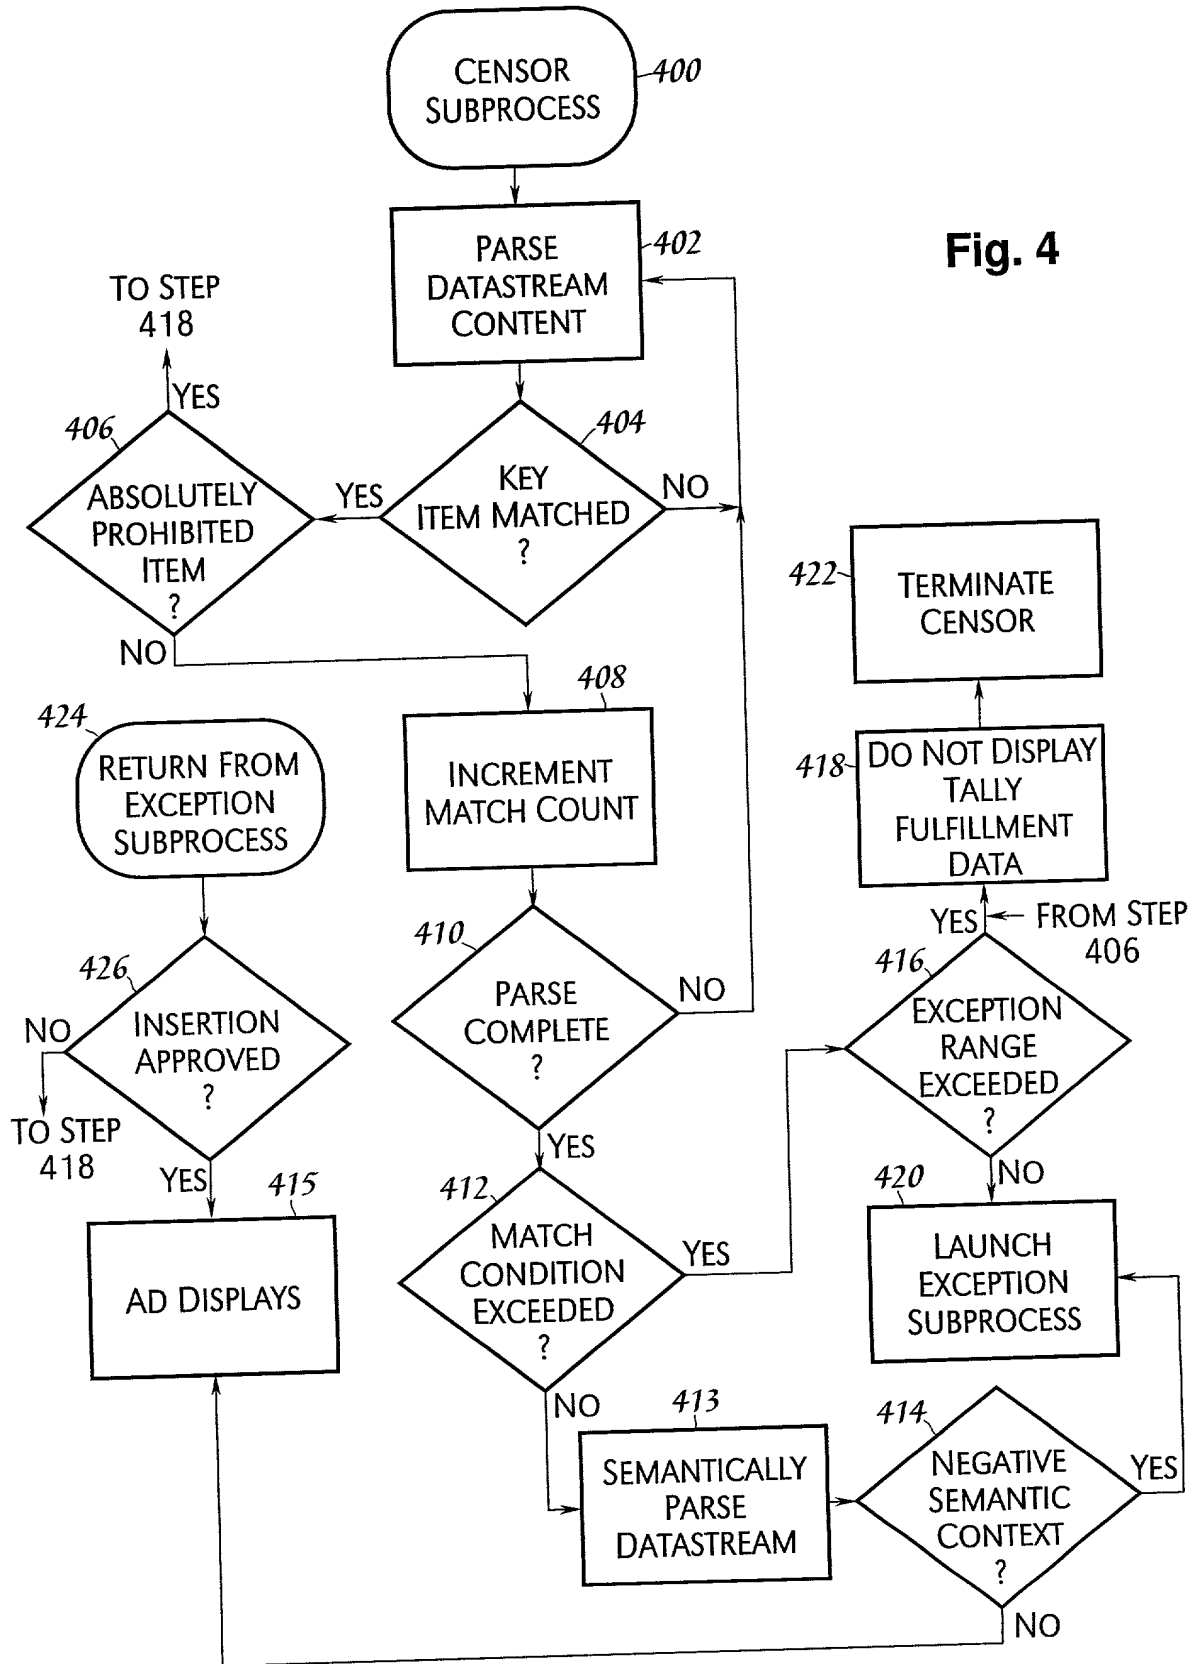 CENSOR
SUBPROCESS
400
PARSE
DATASTREAM
CONTENT
402
Fig. 4
TO STEP
418
YES
406
ABSOLUTELY
PROHIBITED
ITEM
?
NO
YES
404
KEY
ITEM MATCHED
?
NO
422
TERMINATE
CENSOR
408
INCREMENT
MATCH COUNT
424
RETURN FROM
EXCEPTION
SUBPROCESS
418
DO NOT DISPLAY
TALLY
FULFILLMENT
DATA
YES
FROM STEP
406
410
PARSE
COMPLETE
?
NO
YES
426
INSERTION
APPROVED
?
NO
TO STEP
418
YES
416
EXCEPTION
RANGE
EXCEEDED
?
NO
412
MATCH
CONDITION
EXCEEDED
?
YES
NO
415
AD DISPLAYS
420
LAUNCH
EXCEPTION
SUBPROCESS
413
SEMANTICALLY
PARSE
DATASTREAM
414
NEGATIVE
SEMANTIC
CONTEXT
?
YES
NO